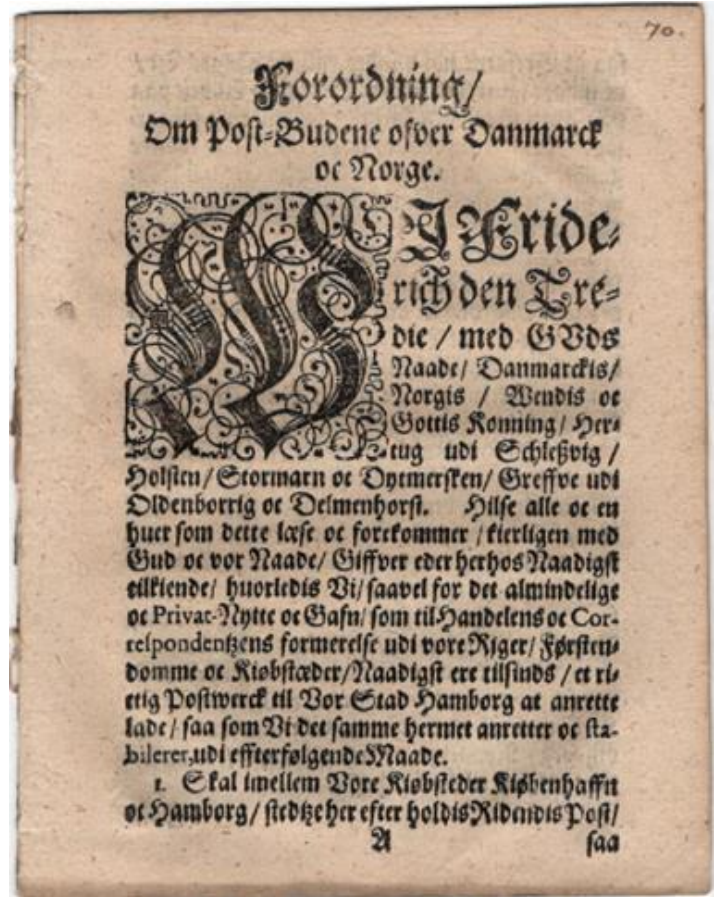 70.
Forordning/
Om Post-Budene ofver Danmarck
oc Norge.
WJ Fride-
rich den Tre-
die / med GVds
Naade/ Danmarckis/
Norgis / Wendis oc
Gottis Konning/ Her-
tug udi Schleßvig /
Holsten/ Stormarn oc Dytmersken/ Greffve udi
Oldenborrig oc Delmenhorst. Hilse alle oc en
huer som dette læse oc forekommer / kierligen med
Gud oc vor Naade/ Giffver eder herhos Naadigst
tilkiende/ huorledis Vi/ saavel for det almindelige
oc Privat-Nytte oc Gafn/ som til Handelens oc Cor-
respondentzens formerelse udi vore Riger/ Førsten-
domme oc Kiøbstæder/ Naadigst ere tilsinds / et ri-
ctig Postwerck til Vor Stad Hamborg at anrette
lade/ saa som Vi det samme hermet anretter oc sta-
bilerer, udi effterfølgende Maade.
1. Skal imellem Vore Kiøbsteder Kiøbenhaffn
oc Hamborg/ stedtze her efter holdis Ridendis Post/
A saa